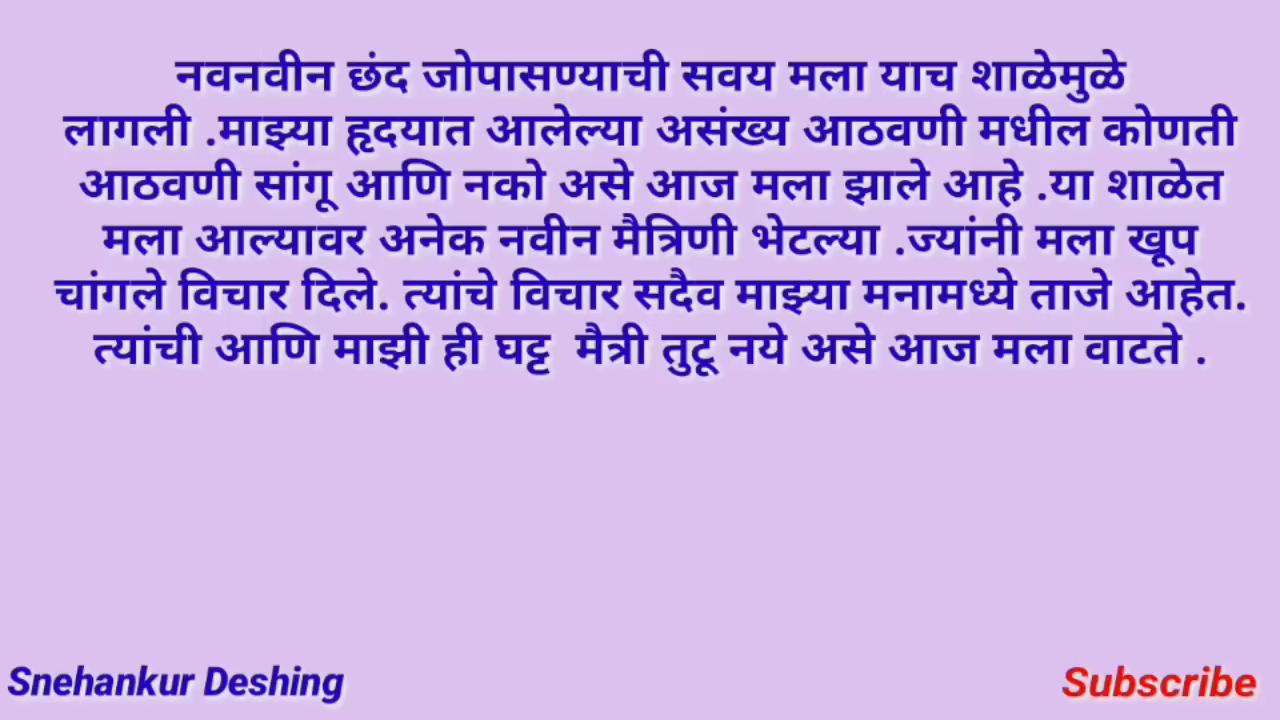 नवनवीन छंद जोपासण्याची सवय मला याच शाळेमुळे
लागली .माझ्या हृदयात आलेल्या असंख्य आठवणी मधील कोणती
आठवणी सांगू आणि नको असे आज मला झाले आहे .या शाळेत
मला आल्यावर अनेक नवीन मैत्रिणी भेटल्या .ज्यांनी मला खूप
चांगले विचार दिले. त्यांचे विचार सदैव माझ्या मनामध्ये ताजे आहेत.
त्यांची आणि माझी ही घट्ट  मैत्री तुटू नये असे आज मला वाटते .
Snehankur Deshing
Subscribe